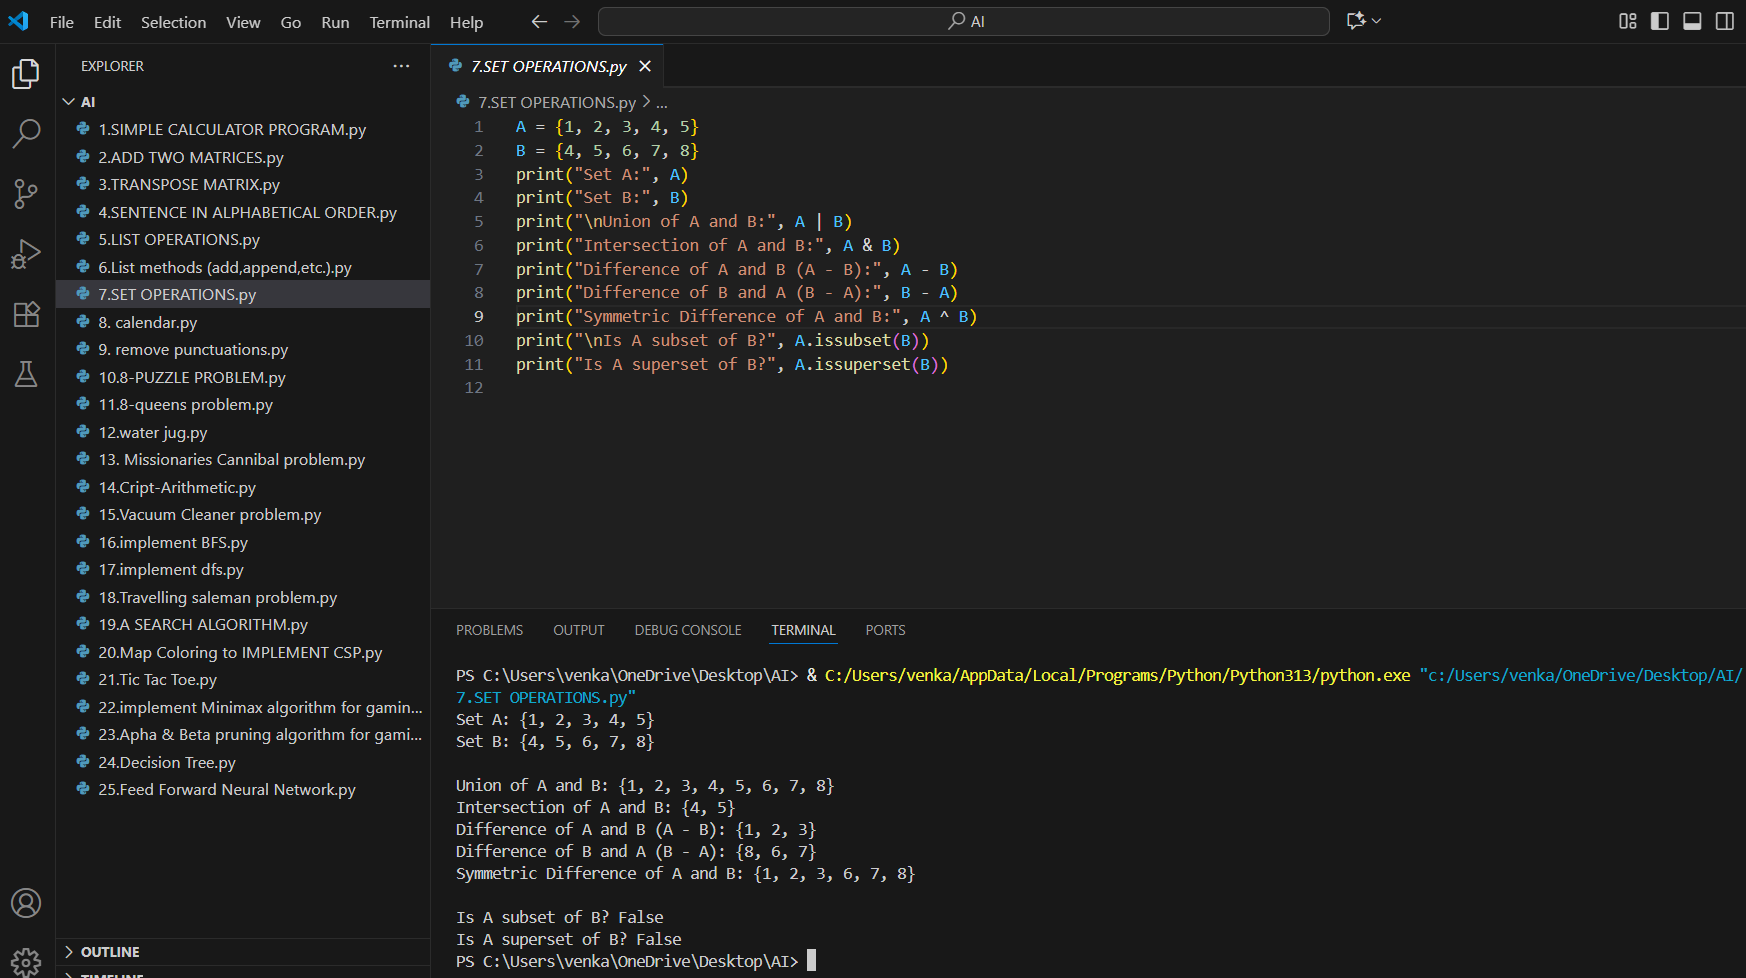 File Edit Selection View Go Run Terminal Help
AI
EXPLORER
AI
1.SIMPLE CALCULATOR PROGRAM.py
2.ADD TWO MATRICES.py
3.TRANSPOSE MATRIX.py
4.SENTENCE IN ALPHABETICAL ORDER.py
5.LIST OPERATIONS.py
6.List methods (add,append,etc.).py
7.SET OPERATIONS.py
8. calendar.py
9. remove punctuations.py
10.8-PUZZLE PROBLEM.py
11.8-queens problem.py
12.water jug.py
13. Missionaries Cannibal problem.py
14.Cript-Arithmetic.py
15.Vacuum Cleaner problem.py
16.implement BFS.py
17.implement dfs.py
18.Travelling saleman problem.py
19.A SEARCH ALGORITHM.py
20.Map Coloring to IMPLEMENT CSP.py
21.Tic Tac Toe.py
22.implement Minimax algorithm for gamin...
23.Apha & Beta pruning algorithm for gami...
24.Decision Tree.py
25.Feed Forward Neural Network.py
OUTLINE
TIMELINE
7.SET OPERATIONS.py
7.SET OPERATIONS.py > ...
1 A = {1, 2, 3, 4, 5}
2 B = {4, 5, 6, 7, 8}
3 print("Set A:", A)
4 print("Set B:", B)
5 print("\nUnion of A and B:", A | B)
6 print("Intersection of A and B:", A & B)
7 print("Difference of A and B (A - B):", A - B)
8 print("Difference of B and A (B - A):", B - A)
9 print("Symmetric Difference of A and B:", A ^ B)
10 print("\nIs A subset of B?", A.issubset(B))
11 print("Is A superset of B?", A.issuperset(B))
12
PROBLEMS OUTPUT DEBUG CONSOLE TERMINAL PORTS
PS C:\Users\venka\OneDrive\Desktop\AI> & C:/Users/venka/AppData/Local/Programs/Python/Python313/python.exe "c:/Users/venka/OneDrive/Desktop/AI/
7.SET OPERATIONS.py"
Set A: {1, 2, 3, 4, 5}
Set B: {4, 5, 6, 7, 8}
Union of A and B: {1, 2, 3, 4, 5, 6, 7, 8}
Intersection of A and B: {4, 5}
Difference of A and B (A - B): {1, 2, 3}
Difference of B and A (B - A): {8, 6, 7}
Symmetric Difference of A and B: {1, 2, 3, 6, 7, 8}
Is A subset of B? False
Is A superset of B? False
PS C:\Users\venka\OneDrive\Desktop\AI>